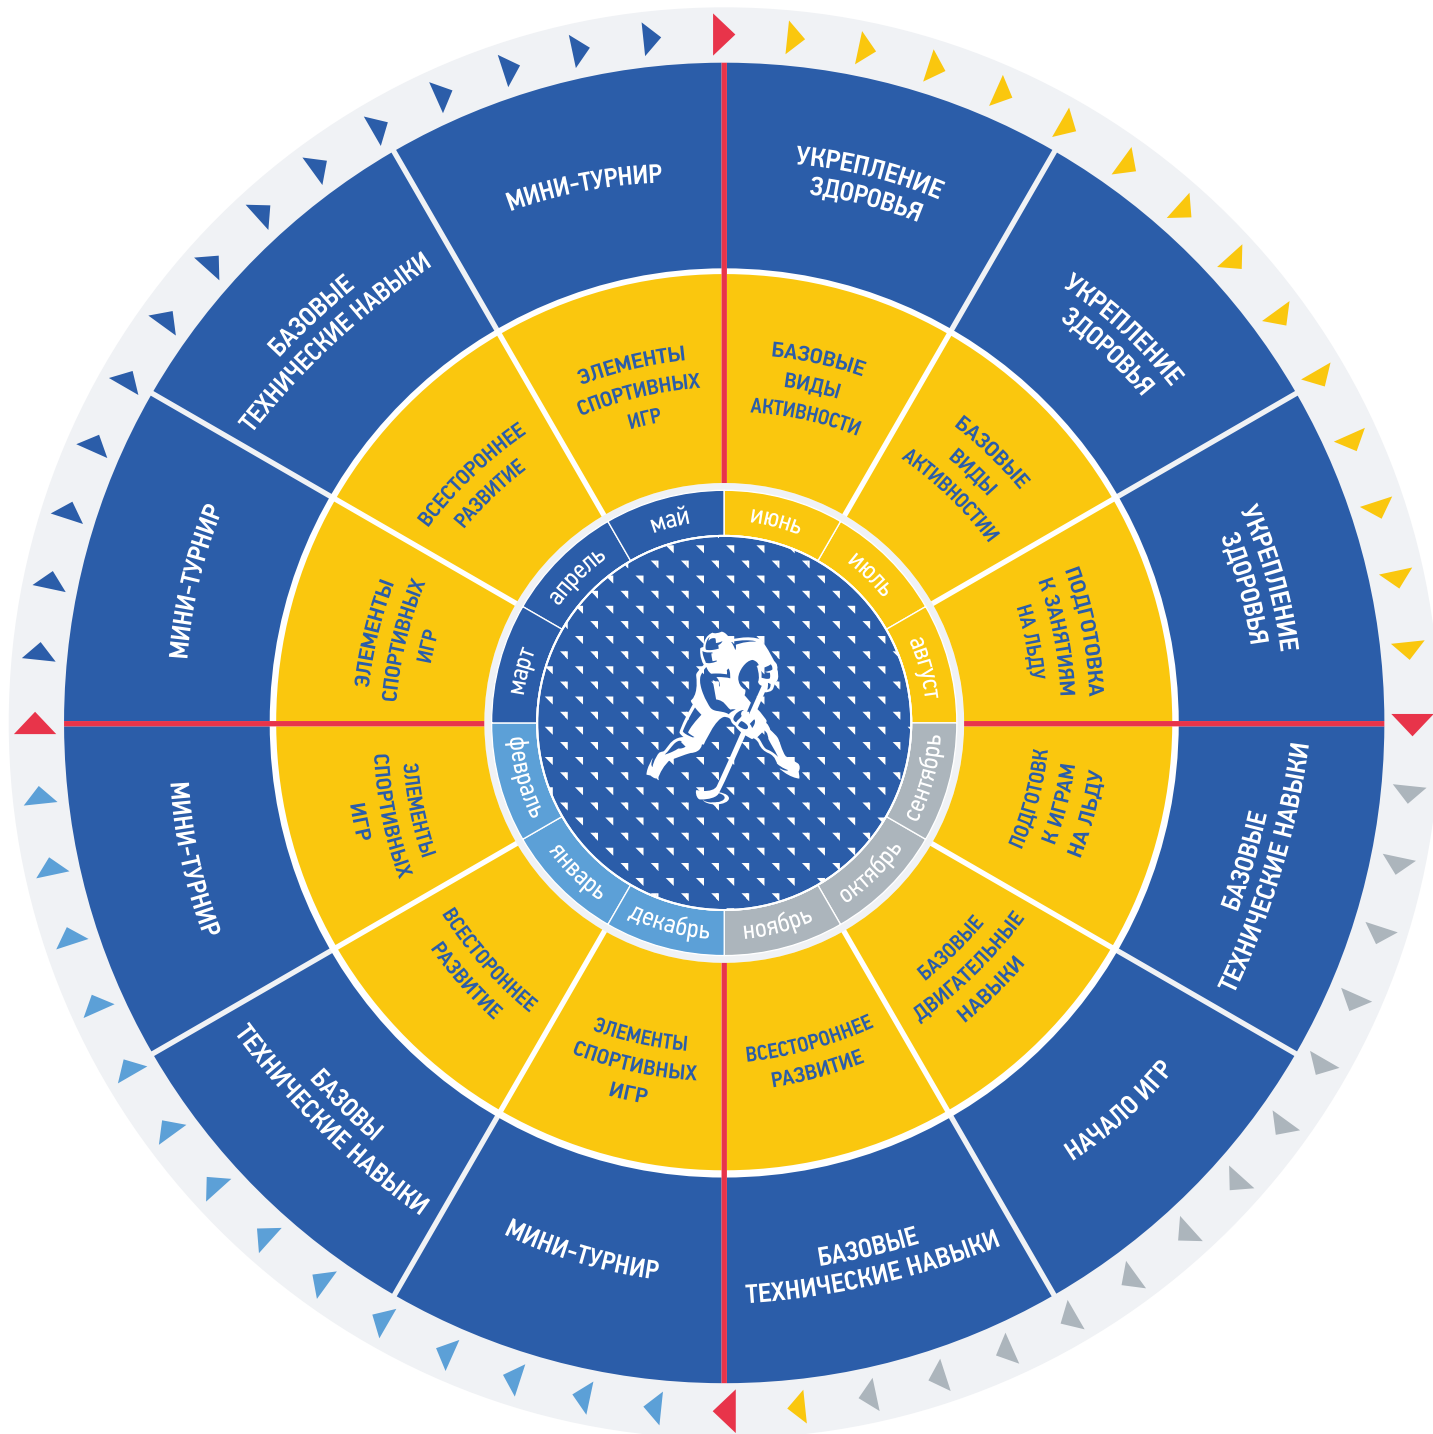 УКРЕПЛЕНИЕ
ЗДОРОВЬЯ
УКРЕПЛЕНИЕ
ЗДОРОВЬЯ
УКРЕПЛЕНИЕ
ЗДОРОВЬЯ
БАЗОВЫЕ
ТЕХНИЧЕСКИЕ НАВЫКИ
НАЧАЛО ИГР
БАЗОВЫЕ
ТЕХНИЧЕСКИЕ НАВЫКИ
МИНИ-ТУРНИР
БАЗОВЫ
ТЕХНИЧЕСКИЕ НАВЫКИ
МИНИ-ТУРНИР
МИНИ-ТУРНИР
БАЗОВЫЕ
ТЕХНИЧЕСКИЕ НАВЫКИ
МИНИ-ТУРНИР
БАЗОВЫЕ
ВИДЫ
АКТИВНОСТИ
БАЗОВЫЕ
ВИДЫ
АКТИВНОСТИИ
ПОДГОТОВКА
К ЗАНЯТИЯМ
НА ЛЬДУ
ПОДГОТОВК
К ИГРАМ
НА ЛЬДУ
БАЗОВЫЕ
ДВИГАТЕЛЬНЫЕ
НАВЫКИ
ВСЕСТОРОННЕЕ
РАЗВИТИЕ
ЭЛЕМЕНТЫ
СПОРТИВНЫХ
ИГР
ВСЕСТОРОННЕЕ
РАЗВИТИЕ
ЭЛЕМЕНТЫ
СПОРТИВНЫХ
ИГР
ЭЛЕМЕНТЫ
СПОРТИВНЫХ
ИГР
ВСЕСТОРОННЕЕ
РАЗВИТИЕ
ЭЛЕМЕНТЫ
СПОРТИВНЫХ
ИГР
июнь
июль
август
сентябрь
октябрь
ноябрь
декабрь
январь
февраль
март
апрель
май